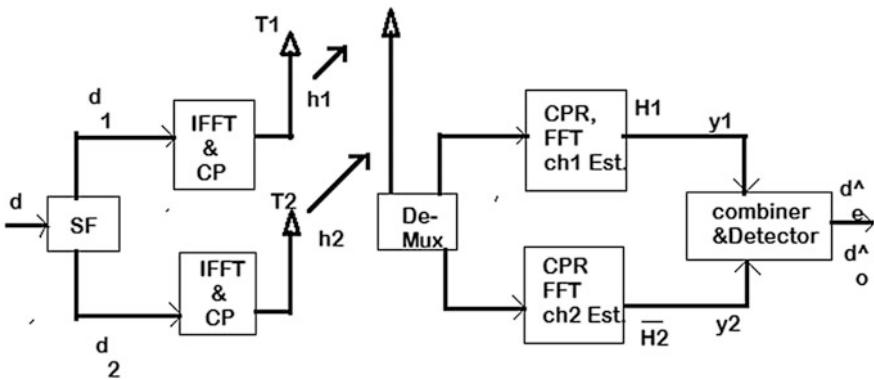 T1
d
1
IFFT
&
CP
h1
d
SF
T2
IFFT
&
CP
h2
d
2
De-
Mux
CPR,
FFT
ch1 Est.
H1
y1
CPR
FFT
ch2 Est.
H2
y2
combiner
&Detector
d^
e
d^
o